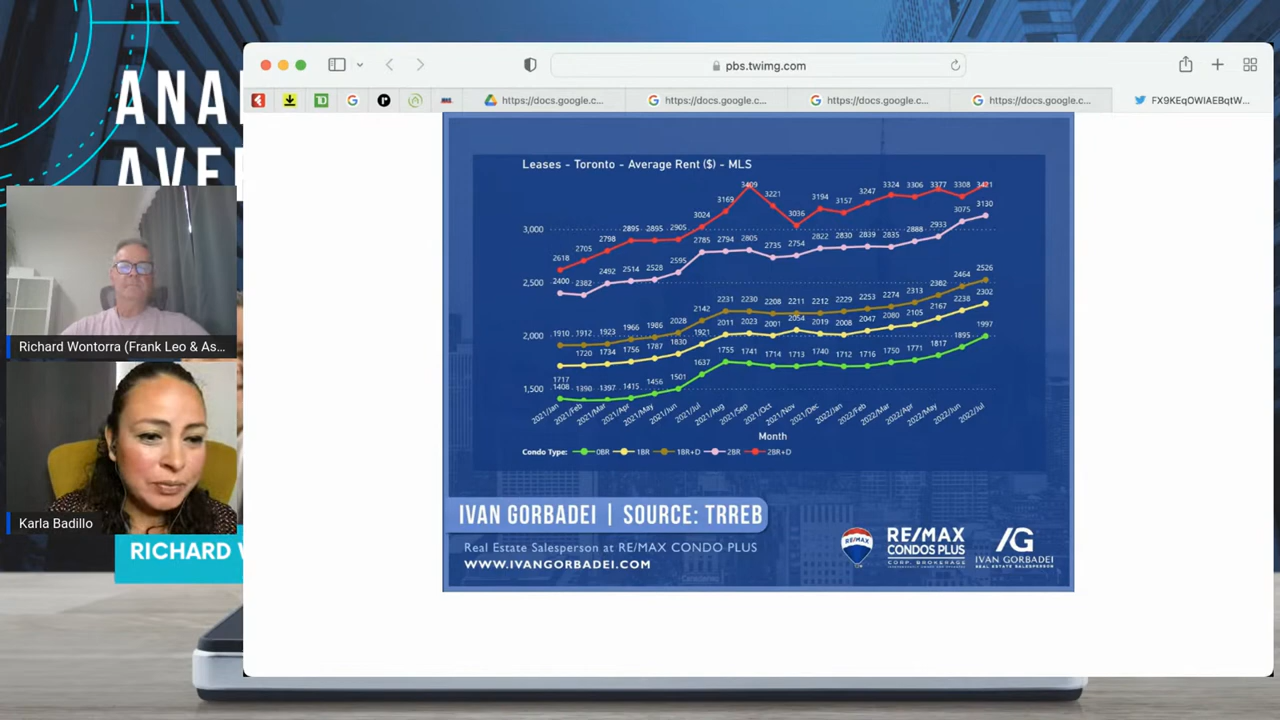 ANA
AVE
RICHARD
Richard Wontorra (Frank Leo & As...
Karla Badillo
pbs.twimg.com
https://docs.google.c...
https://docs.google.c...
https://docs.google.c...
https://docs.google.c...
FX9KEqOWIAEBqtW...
Leases - Toronto - Average Rent ($) - MLS
3,000
2,500
2,000
1,500
2618 2705 2798 2895 2895 2905 3024 3169 3409 3221 3036 3194 3157 3247 3324 3306 3377 3308 3421
2400 2382 2492 2514 2528 2595 2785 2794 2805 2735 2754 2822 2830 2839 2835 2888 2933 3075 3130
1910 1912 1923 1966 1986 2028 2142 2231 2230 2208 2211 2212 2229 2253 2274 2313 2382 2464 2526
1717 1720 1734 1756 1787 1830 1921 2011 2023 2001 2054 2019 2008 2047 2080 2105 2167 2238 2302
1408 1390 1397 1415 1456 1501 1637 1755 1741 1714 1713 1740 1712 1716 1750 1771 1817 1895 1997
2021/Jan 2021/Feb 2021/Mar 2021/Apr 2021/May 2021/Jun 2021/Jul 2021/Aug 2021/Sep 2021/Oct 2021/Nov 2021/Dec 2022/Jan 2022/Feb 2022/Mar 2022/Apr 2022/May 2022/Jun 2022/Jul
Month
Condo Type: 0BR 1BR 1BR+D 2BR 2BR+D
IVAN GORBADEI | SOURCE: TRREB
Real Estate Salesperson at RE/MAX CONDO PLUS
WWW.IVANGORBADEI.COM
RE/MAX
RE/MAX
CONDOS PLUS
CORP. BROKERAGE
IG
IVAN GORBADEI
REAL ESTATE SALESPERSON